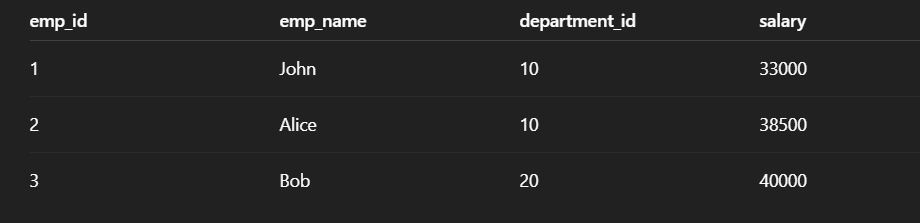 emp_id emp_name department_id salary
1 John 10 33000
2 Alice 10 38500
3 Bob 20 40000